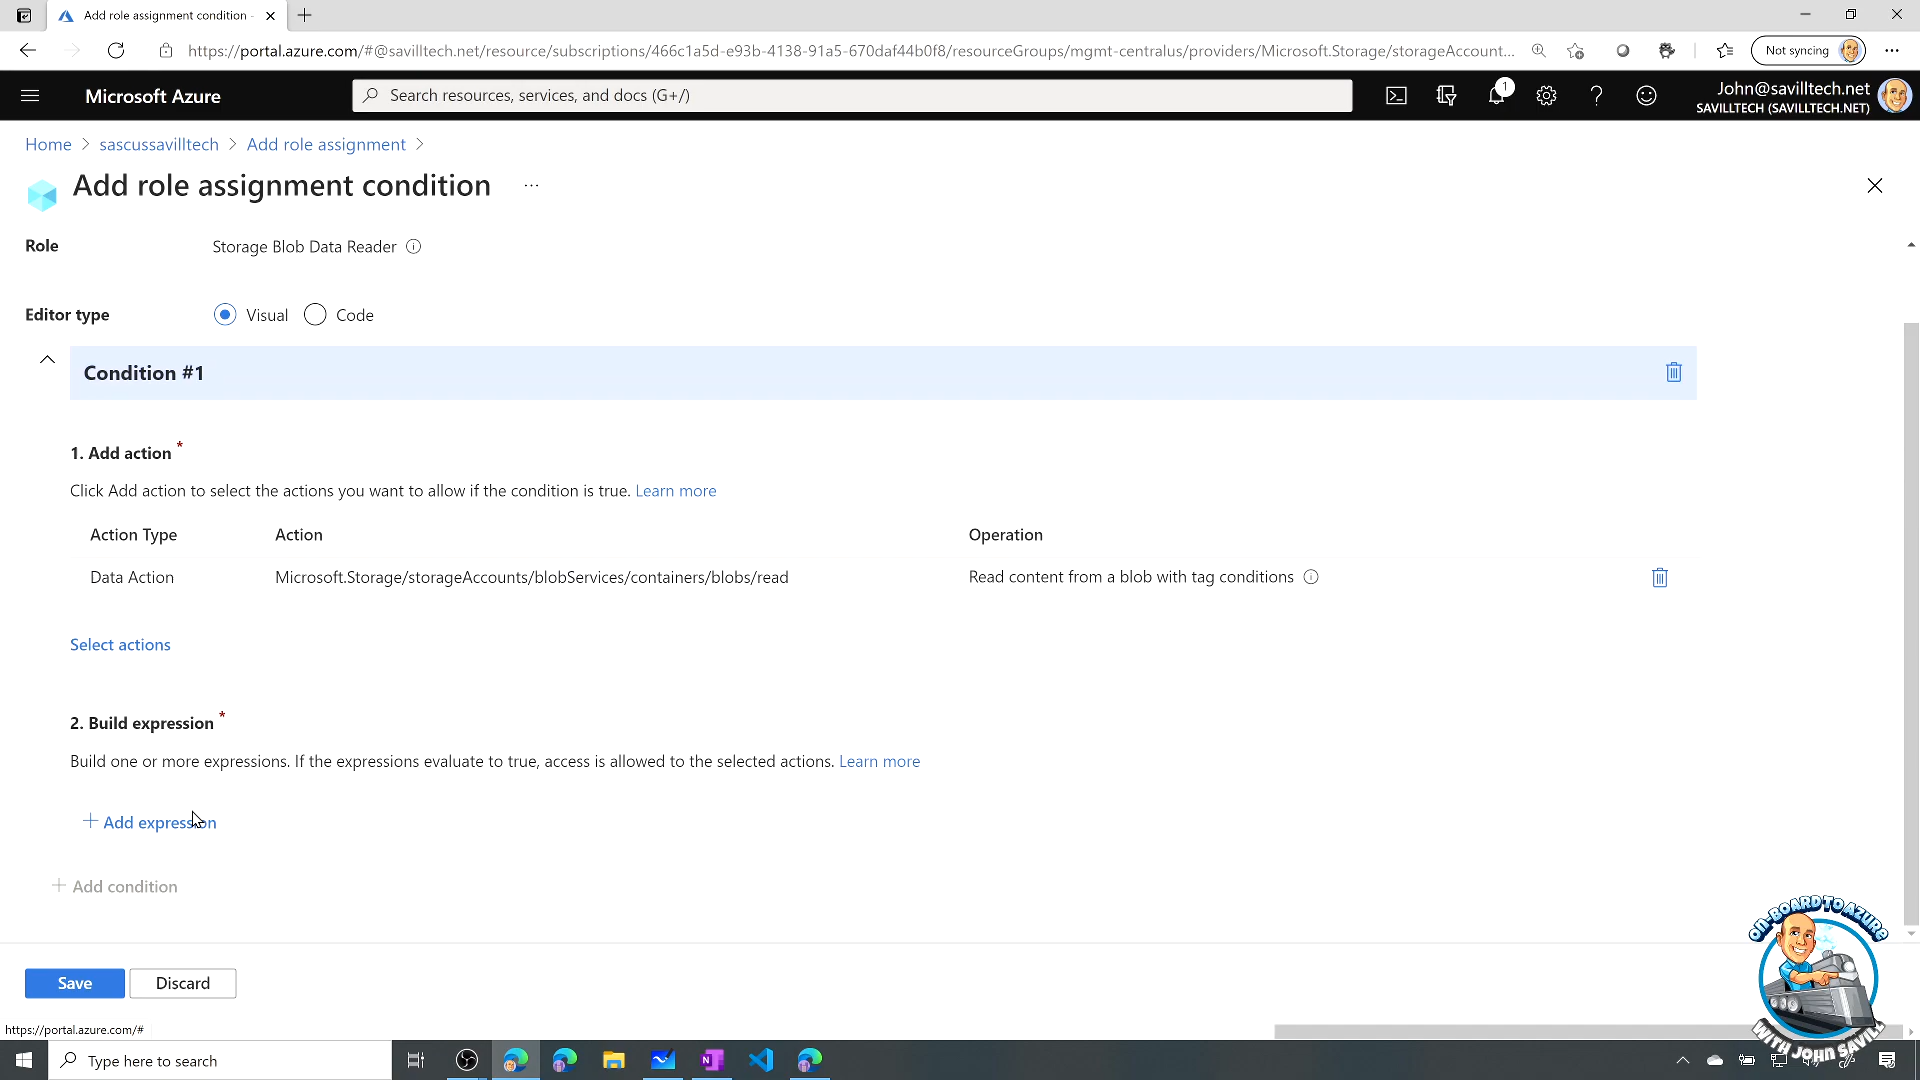 Add role assignment condition -
https://portal.azure.com/#@savilltech.net/resource/subscriptions/466c1a5d-e93b-4138-91a5-670daf44b0f8/resourceGroups/mgmt-centralus/providers/Microsoft.Storage/storageAccount...
Not syncing
Microsoft Azure
Search resources, services, and docs (G+/)
1
John@savilltech.net
SAVILLTECH (SAVILLTECH.NET)
Home > sascussavilltech > Add role assignment >
Add role assignment condition ...
Role
Storage Blob Data Reader
Editor type
Visual
Code
Condition #1
1. Add action *
Click Add action to select the actions you want to allow if the condition is true. Learn more
Action Type
Action
Operation
Data Action
Microsoft.Storage/storageAccounts/blobServices/containers/blobs/read
Read content from a blob with tag conditions
Select actions
2. Build expression *
Build one or more expressions. If the expressions evaluate to true, access is allowed to the selected actions. Learn more
+ Add expression
+ Add condition
Save
Discard
ON-BOARD TO AZURE
WITH JOHN SAVILL
https://portal.azure.com/#
Type here to search